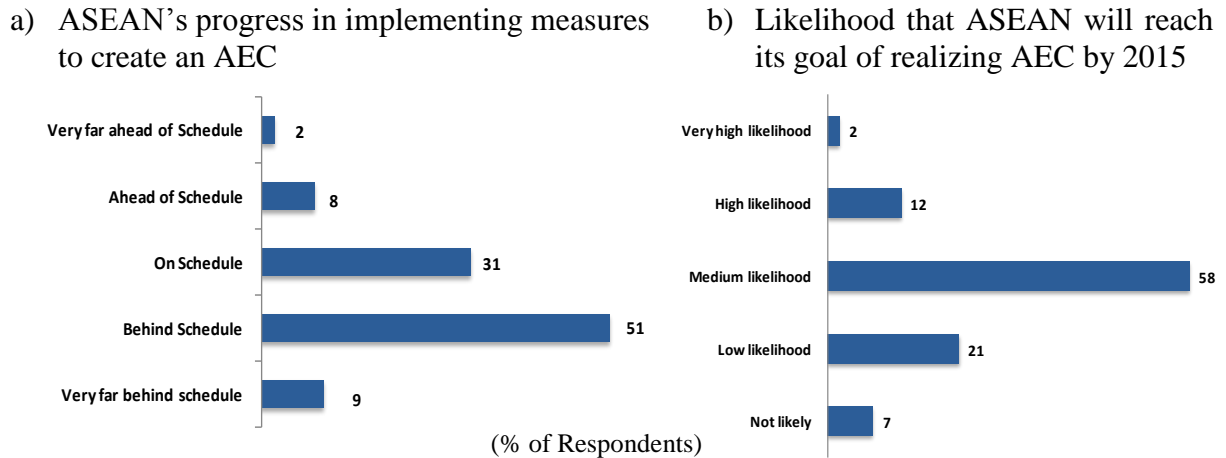 a) ASEAN’s progress in implementing measures
to create an AEC
Very far ahead of Schedule 2
Ahead of Schedule 8
On Schedule 31
Behind Schedule 51
Very far behind schedule 9
b) Likelihood that ASEAN will reach
its goal of realizing AEC by 2015
Very high likelihood 2
High likelihood 12
Medium likelihood 58
Low likelihood 21
Not likely 7
(% of Respondents)